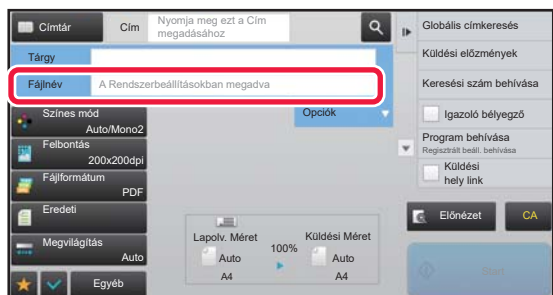 Címtár
Cím
Nyomja meg ezt a Cím
megadásához
Tárgy
Fájlnév
A Rendszerbeállításokban megadva
Színes mód
Auto/Mono2
Opciók
Felbontás
200x200dpi
Fájlformátum
PDF
Eredeti
Megvilágítás
Auto
Egyéb
Lapolv. Méret
Auto
A4
100%
Küldési Méret
Auto
A4
Globális címkeresés
Küldési előzmények
Keresési szám behívása
Igazoló bélyegző
Program behívása
Regisztrált beáll. behívása
Küldési
hely link
Előnézet
CA
Start